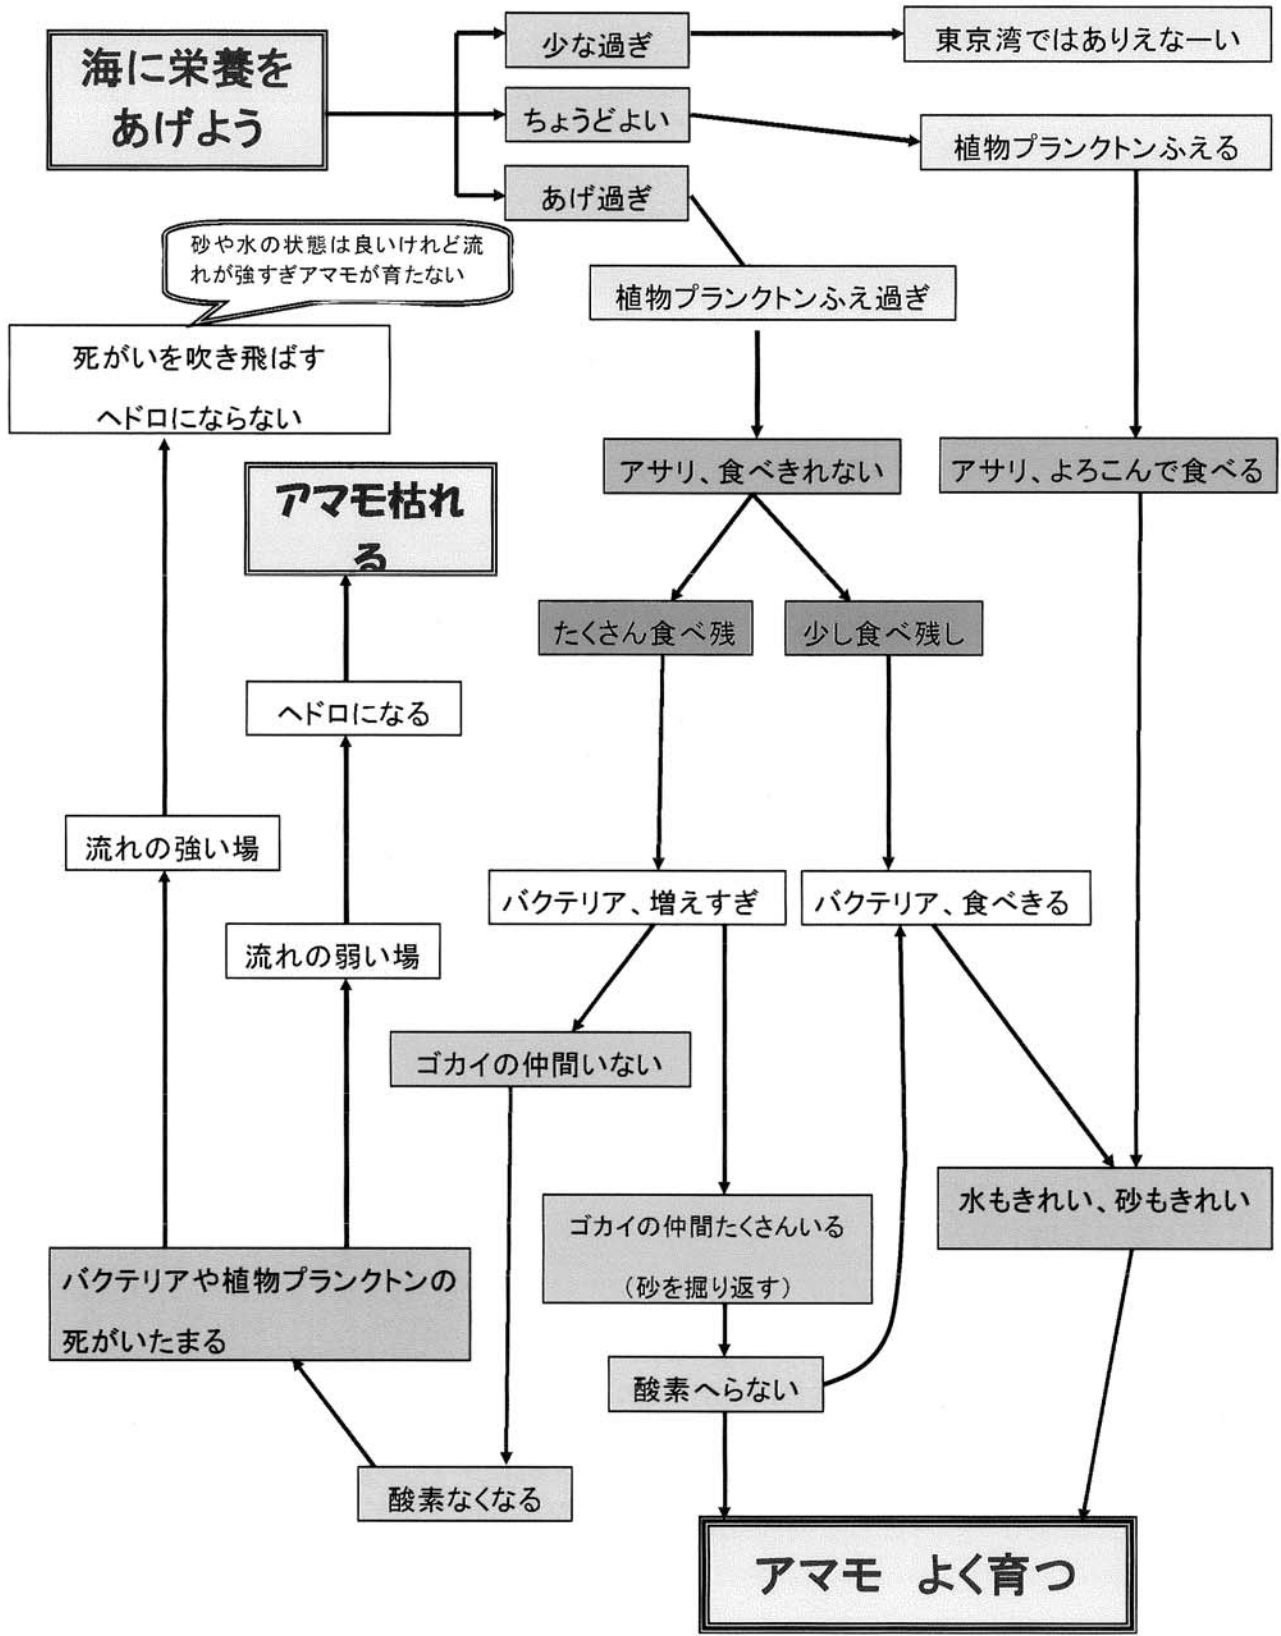 海に栄養を
あげよう
少な過ぎ
東京湾ではありえなーい
ちょうどよい
植物プランクトンふえる
あげ過ぎ
砂や水の状態は良いけれど流
れが強すぎアマモが育たない
植物プランクトンふえ過ぎ
死がいを吹き飛ばす
ヘドロにならない
アサリ、食べきれない
アサリ、よろこんで食べる
アマモ枯れ
る
たくさん食べ残
少し食べ残し
ヘドロになる
流れの強い場
バクテリア、増えすぎ
バクテリア、食べきる
流れの弱い場
ゴカイの仲間いない
ゴカイの仲間たくさんいる
(砂を掘り返す)
水もきれい、砂もきれい
バクテリアや植物プランクトンの
死がいたまる
酸素へらない
酸素なくなる
アマモ よく育つ